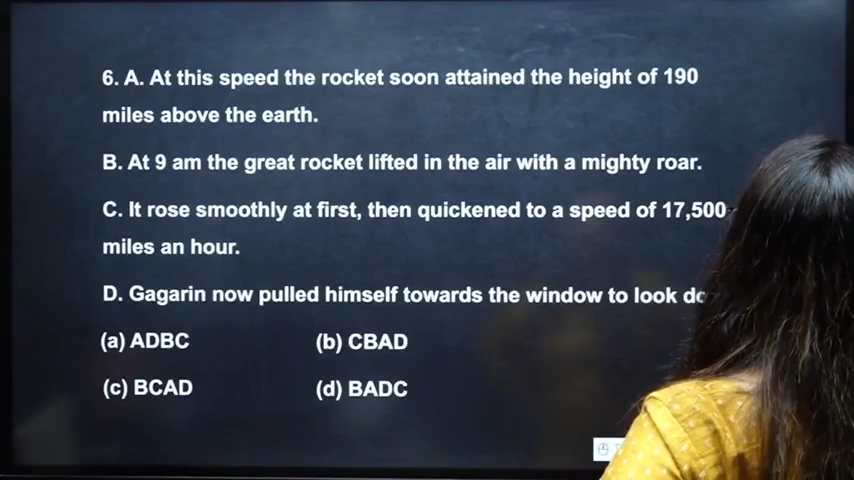 6. A. At this speed the rocket soon attained the height of 190
miles above the earth.
B. At 9 am the great rocket lifted in the air with a mighty roar.
C. It rose smoothly at first, then quickened to a speed of 17,500
miles an hour.
D. Gagarin now pulled himself towards the window to look
(a) ADBC (b) CBAD
(c) BCAD (d) BADC